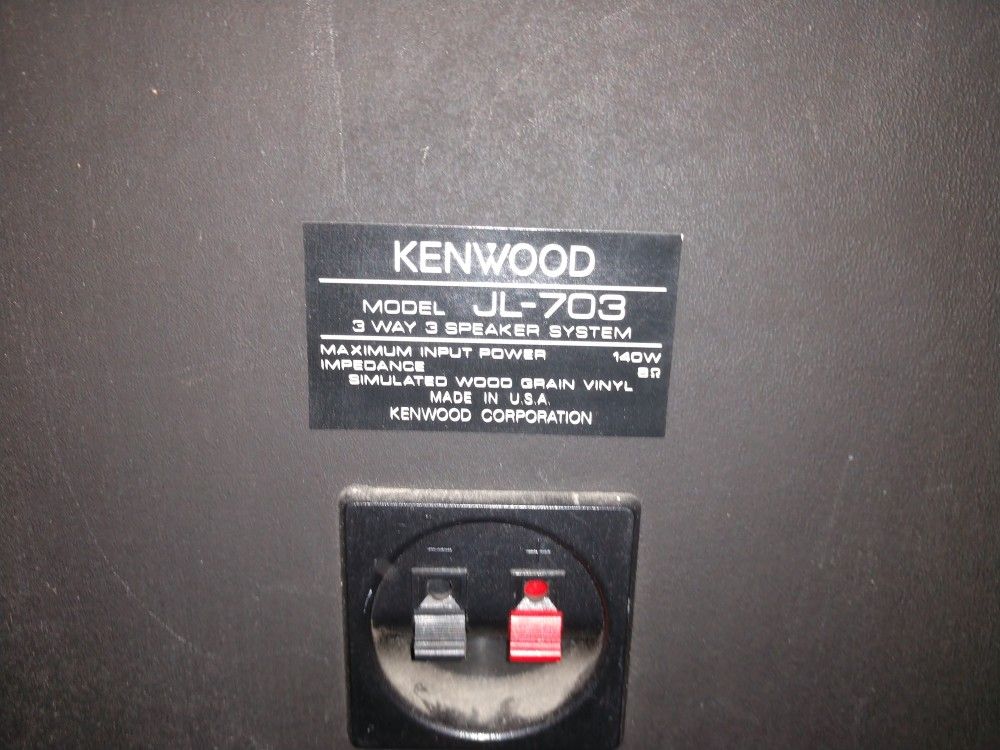 KENWOOD
MODEL JL-703
3 WAY 3 SPEAKER SYSTEM
MAXIMUM INPUT POWER 140W
IMPEDANCE 8Ω
SIMULATED WOOD GRAIN VINYL
MADE IN U.S.A.
KENWOOD CORPORATION